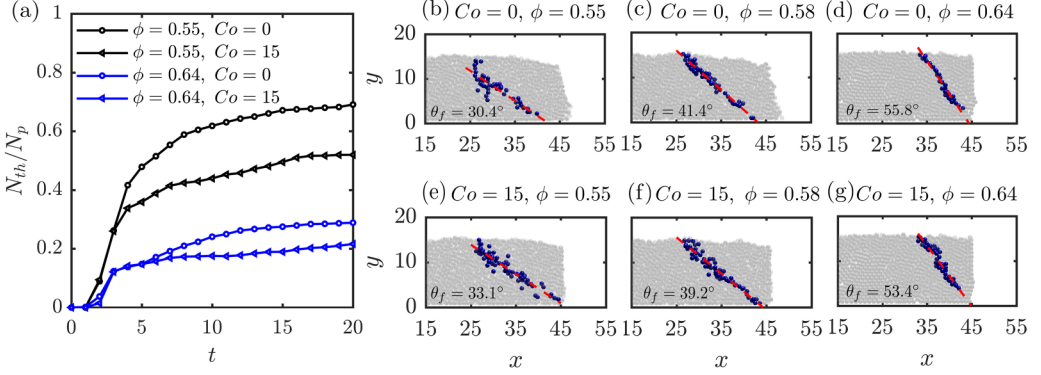 (a)
1
0.8
0.6
0.4
0.2
0
N_th/N_p
0 5 10 15 20
t
ϕ = 0.55, Co = 0
ϕ = 0.55, Co = 15
ϕ = 0.64, Co = 0
ϕ = 0.64, Co = 15
(b) Co = 0, ϕ = 0.55
20
10
0
y
θ_f = 30.4°
15 25 35 45 55
(c) Co = 0, ϕ = 0.58
θ_f = 41.4°
15 25 35 45 55
(d) Co = 0, ϕ = 0.64
θ_f = 55.8°
15 25 35 45 55
(e) Co = 15, ϕ = 0.55
20
10
0
y
θ_f = 33.1°
15 25 35 45 55
x
(f) Co = 15, ϕ = 0.58
θ_f = 39.2°
15 25 35 45 55
x
(g) Co = 15, ϕ = 0.64
θ_f = 53.4°
15 25 35 45 55
x